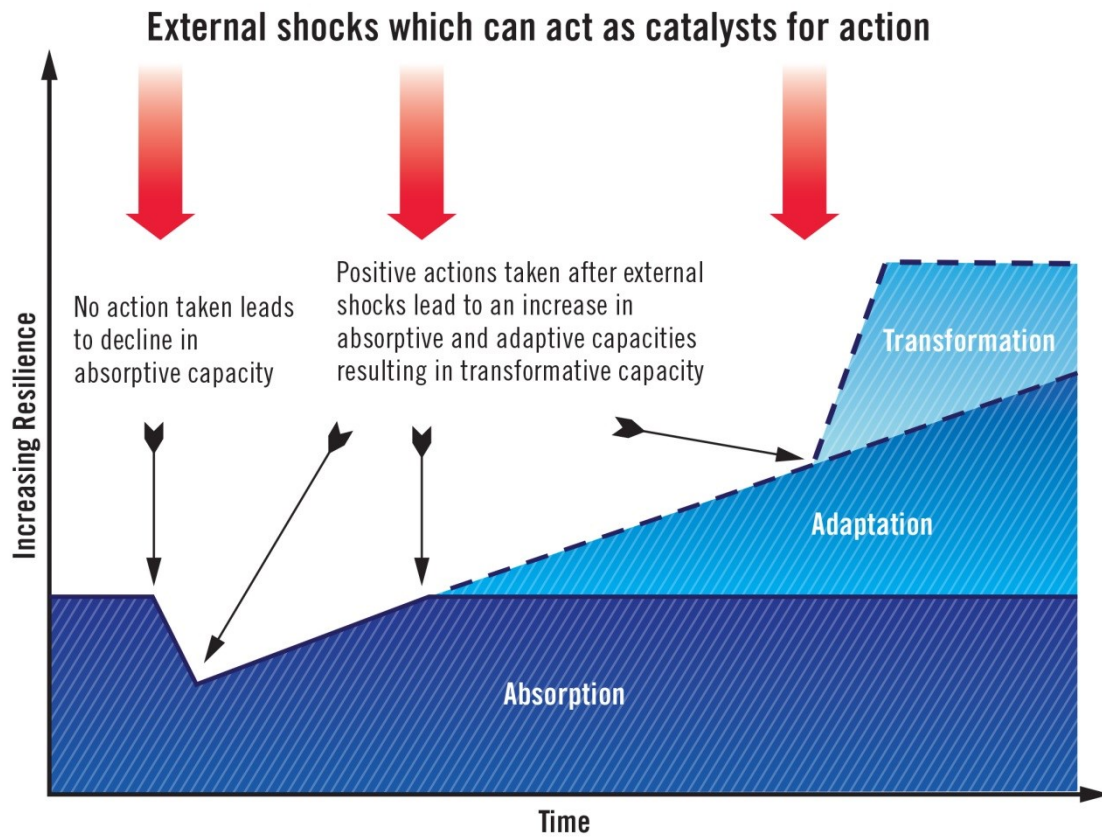 External shocks which can act as catalysts for action
No action taken leads
to decline in
absorptive capacity
Positive actions taken after external
shocks lead to an increase in
absorptive and adaptive capacities
resulting in transformative capacity
Transformation
Adaptation
Absorption
Increasing Resilience
Time